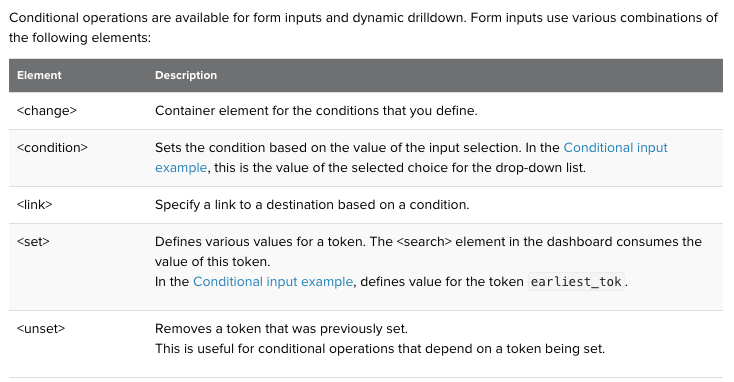 Conditional operations are available for form inputs and dynamic drilldown. Form inputs use various combinations of
the following elements:
Element Description
<change> Container element for the conditions that you define.
<condition> Sets the condition based on the value of the input selection. In the Conditional input
example, this is the value of the selected choice for the drop-down list.
<link> Specify a link to a destination based on a condition.
<set> Defines various values for a token. The <search> element in the dashboard consumes the
value of this token.
In the Conditional input example, defines value for the token earliest_tok.
<unset> Removes a token that was previously set.
This is useful for conditional operations that depend on a token being set.